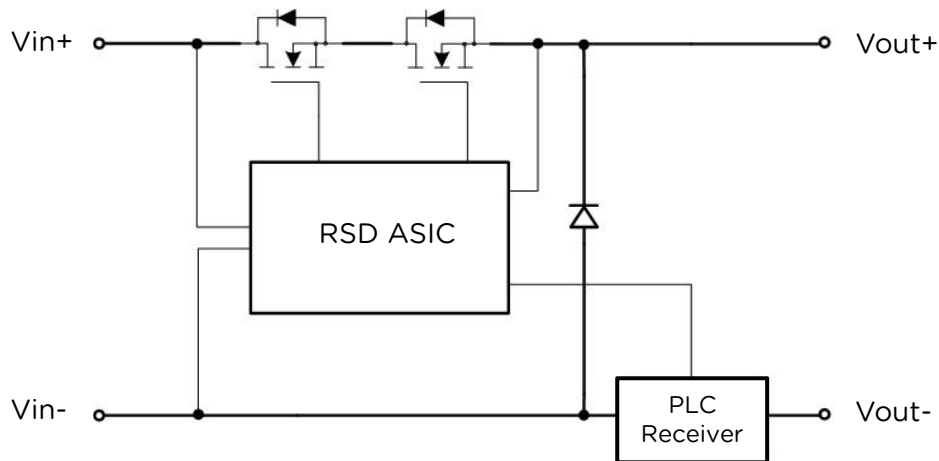 Vin+
Vout+
RSD ASIC
Vin-
PLC
Receiver
Vout-